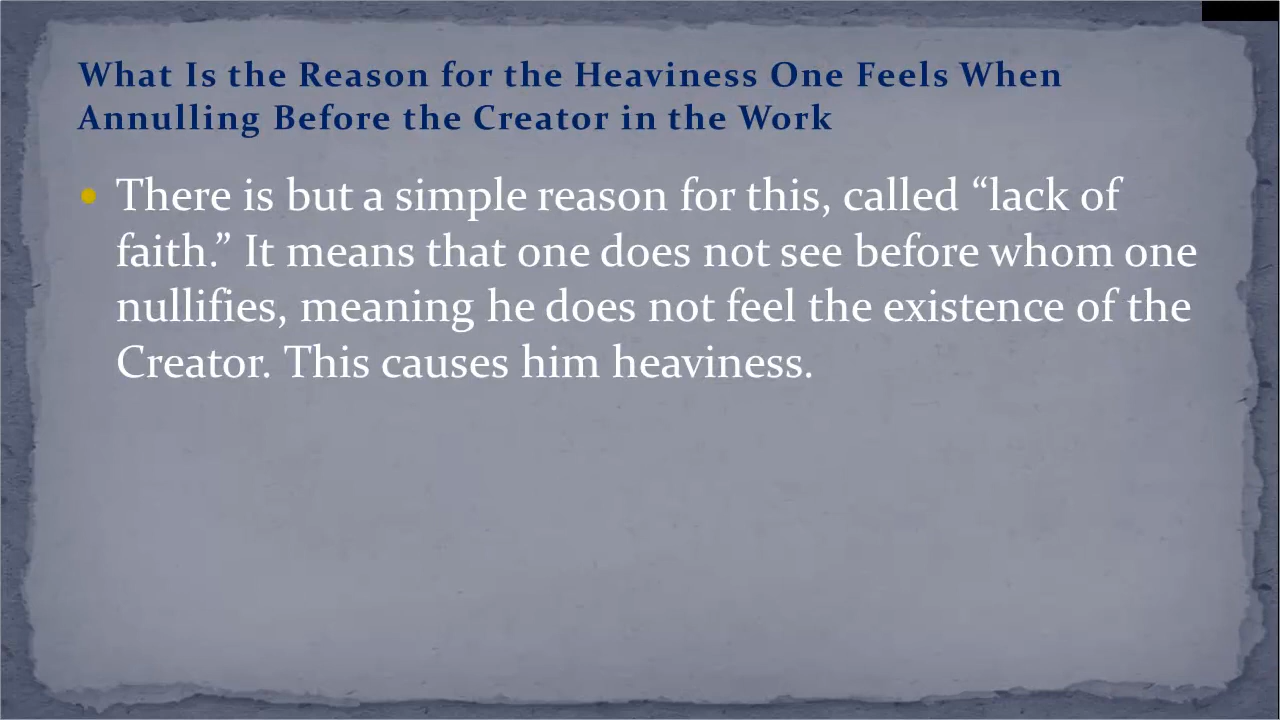 What Is the Reason for the Heaviness One Feels When
Annulling Before the Creator in the Work
• There is but a simple reason for this, called “lack of
faith.” It means that one does not see before whom one
nullifies, meaning he does not feel the existence of the
Creator. This causes him heaviness.